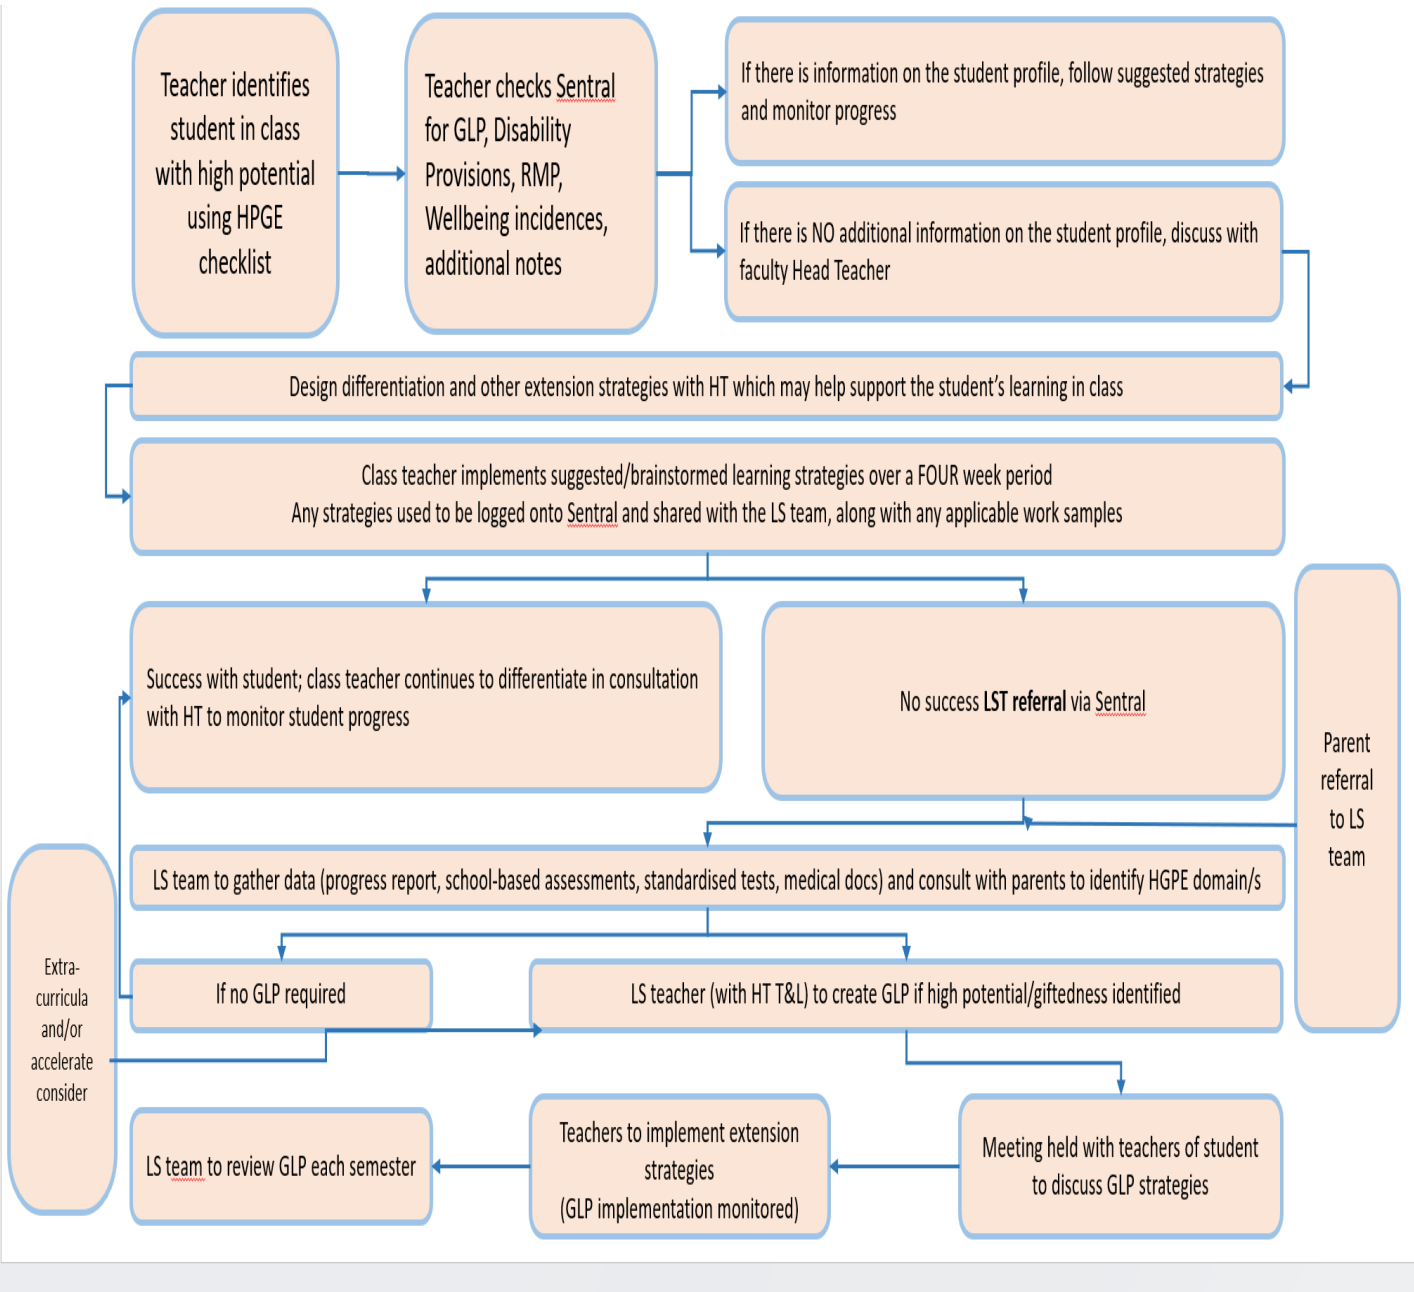 Teacher identifies
student in class
with high potential
using HPGE
checklist
Teacher checks Sentral
for GLP, Disability
Provisions, RMP,
Wellbeing incidences,
additional notes
If there is information on the student profile, follow suggested strategies
and monitor progress
If there is NO additional information on the student profile, discuss with
faculty Head Teacher
Design differentiation and other extension strategies with HT which may help support the student's learning in class
Class teacher implements suggested/brainstormed learning strategies over a FOUR week period
Any strategies used to be logged onto Sentral and shared with the LS team, along with any applicable work samples
Success with student; class teacher continues to differentiate in consultation
with HT to monitor student progress
No success LST referral via Sentral
Parent
referral
to LS
team
LS team to gather data (progress report, school-based assessments, standardised tests, medical docs) and consult with parents to identify HGPE domain/s
Extra-
curricula
and/or
accelerate
consider
If no GLP required
LS teacher (with HT T&L) to create GLP if high potential/giftedness identified
LS team to review GLP each semester
Teachers to implement extension
strategies
(GLP implementation monitored)
Meeting held with teachers of student
to discuss GLP strategies